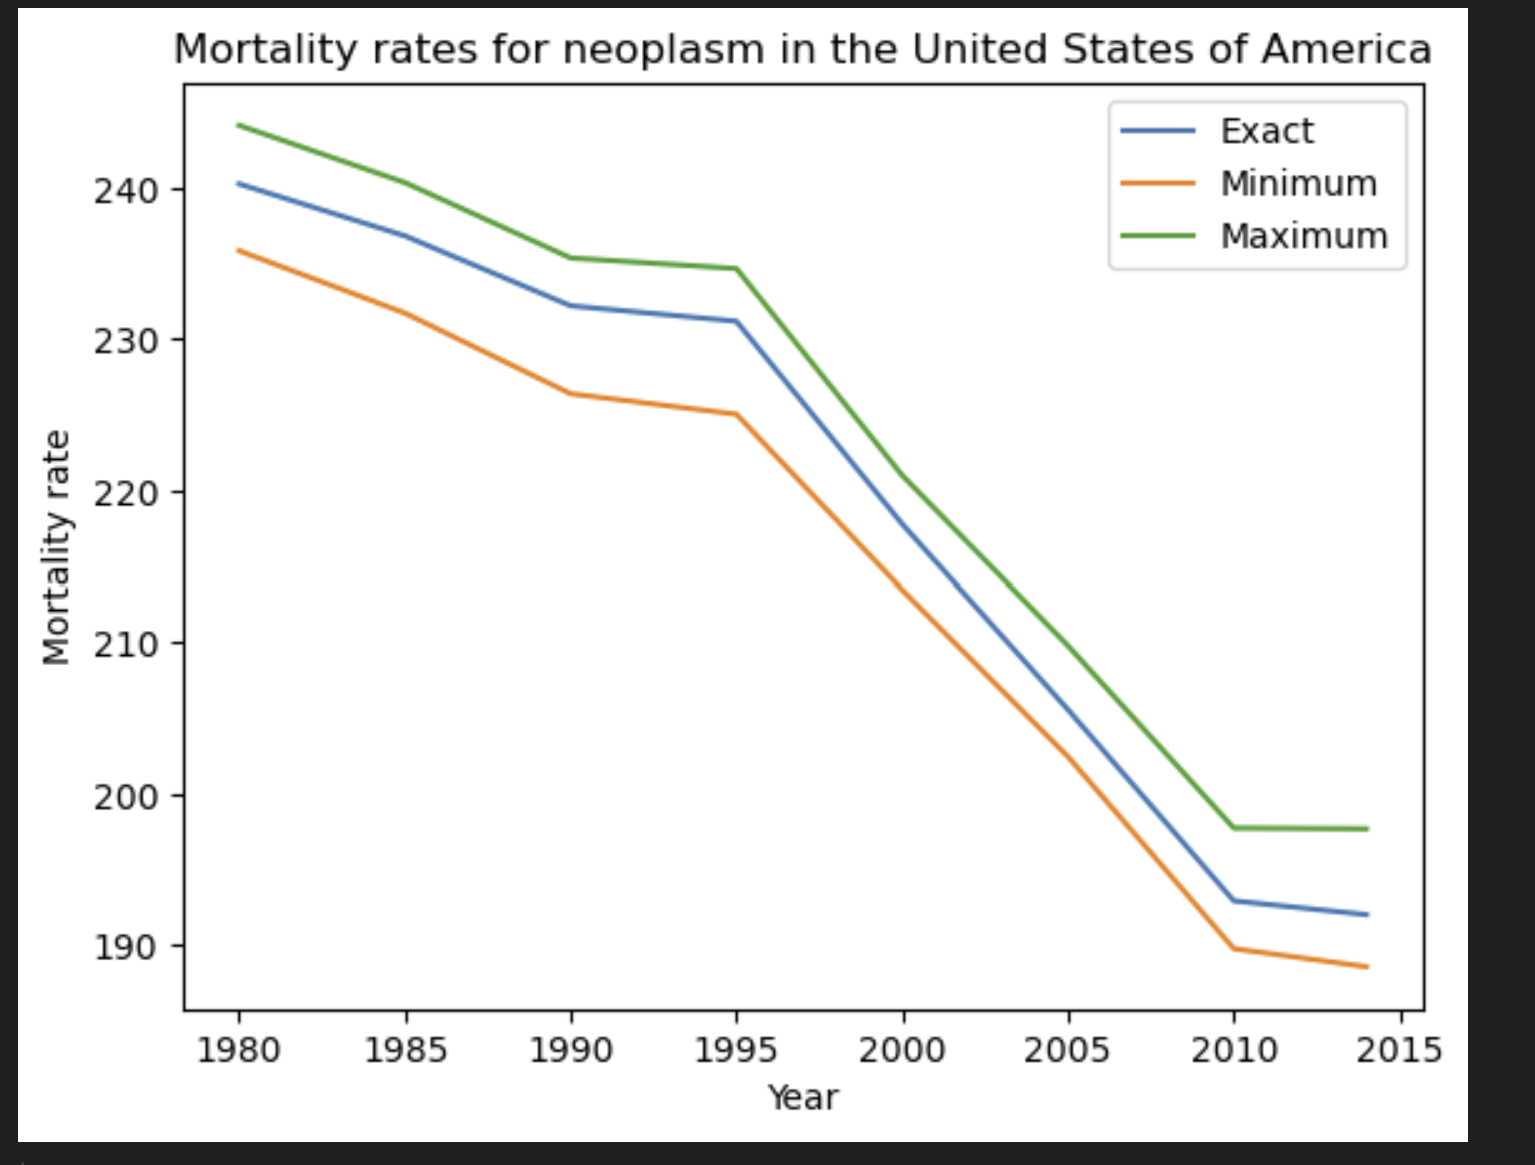 Mortality rates for neoplasm in the United States of America
Exact
Minimum
Maximum
240
230
220
210
200
190
Mortality rate
1980 1985 1990 1995 2000 2005 2010 2015
Year